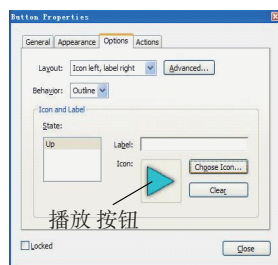 Button Properties
General Appearance Options Actions
Layout: Icon left, label right Advanced...
Behavior: Outline
Icon and Label
State:
Up
Label:
Icon:
Choose Icon...
Clear
播放 按钮
Locked
Close